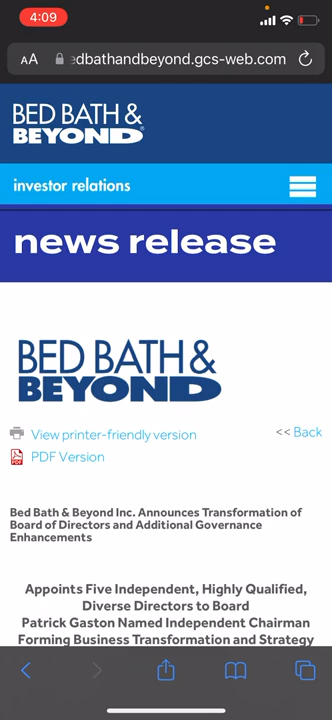 4:09
AA edbathandbeyond.gcs-web.com
BED BATH &
BEYOND®
investor relations
news release
BED BATH &
BEYOND
View printer-friendly version
<< Back
PDF Version
Bed Bath & Beyond Inc. Announces Transformation of
Board of Directors and Additional Governance
Enhancements
Appoints Five Independent, Highly Qualified,
Diverse Directors to Board
Patrick Gaston Named Independent Chairman
Forming Business Transformation and Strategy